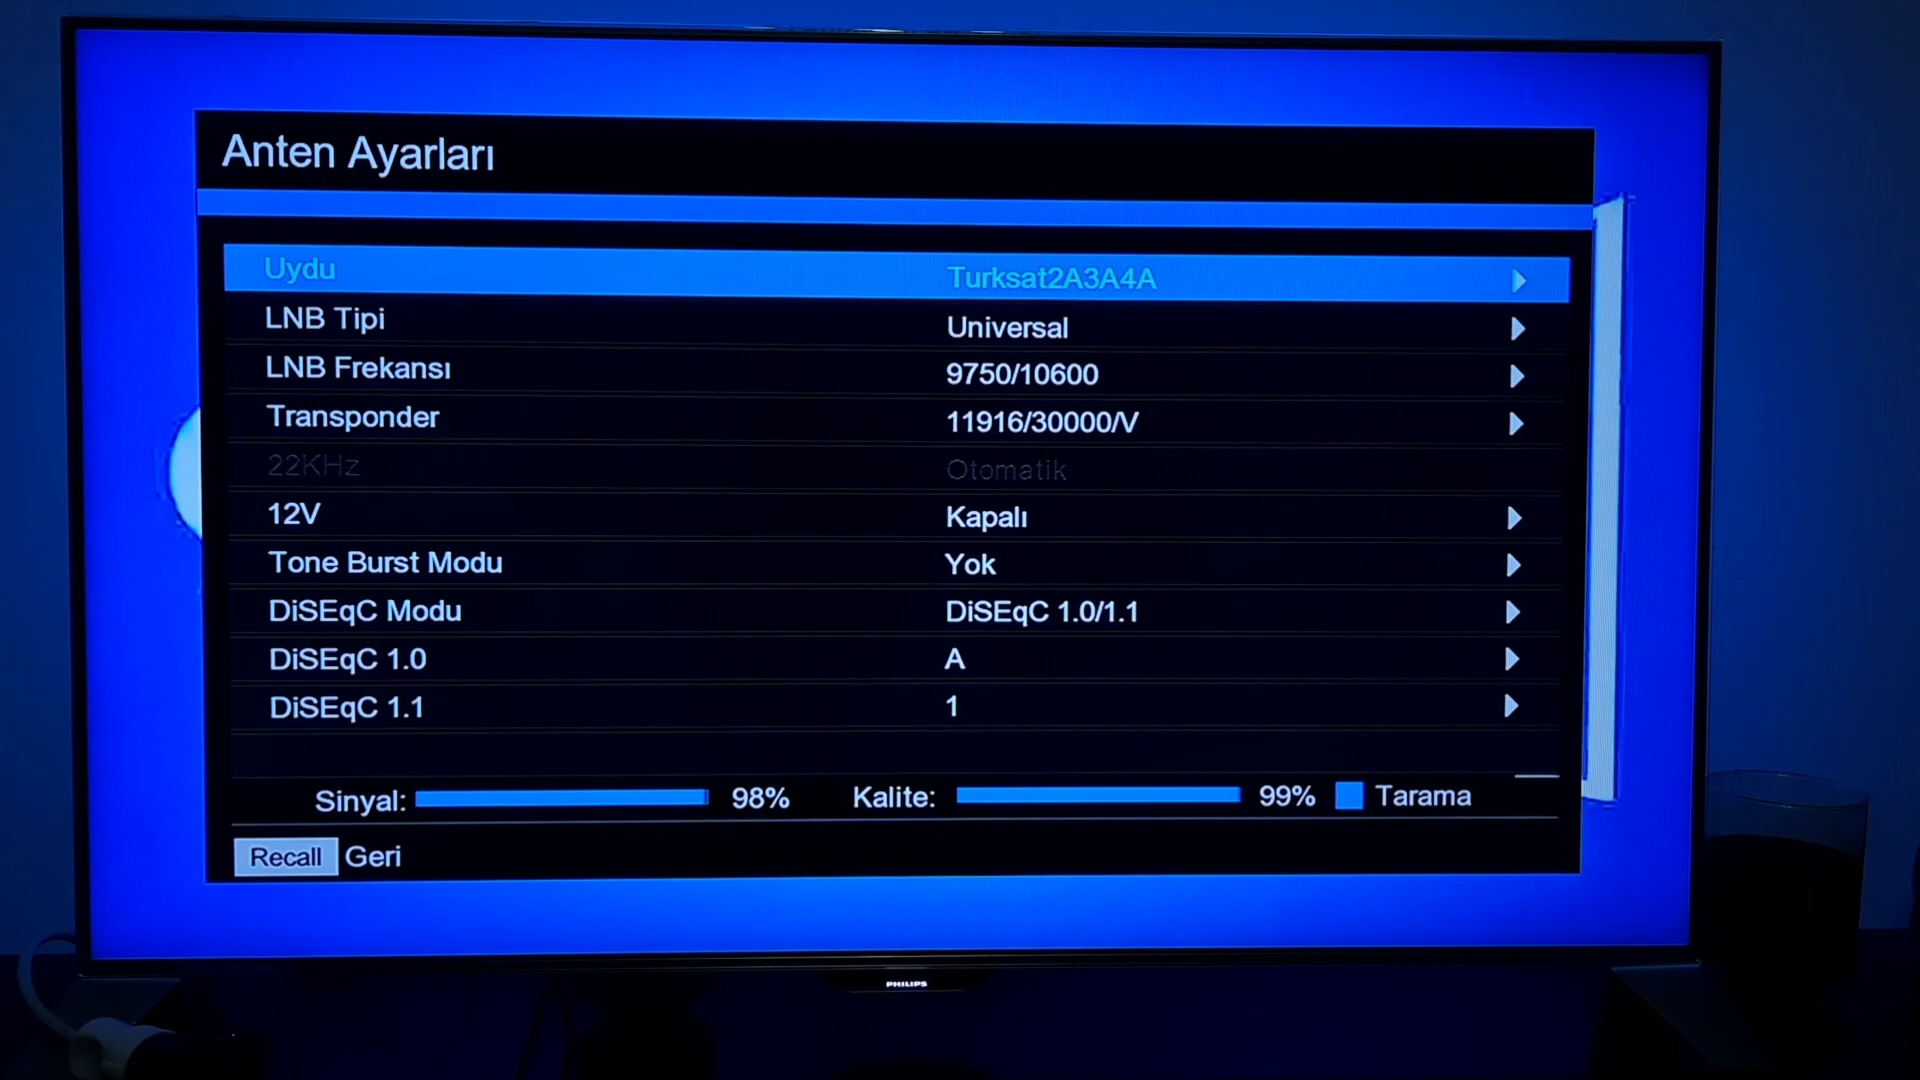 Anten Ayarları
Uydu Turksat2A3A4A
LNB Tipi Universal
LNB Frekansı 9750/10600
Transponder 11916/30000/V
22KHz Otomatik
12V Kapalı
Tone Burst Modu Yok
DiSEqC Modu DiSEqC 1.0/1.1
DiSEqC 1.0 A
DiSEqC 1.1 1
Sinyal: 98% Kalite: 99% Tarama
Recall Geri
PHILIPS